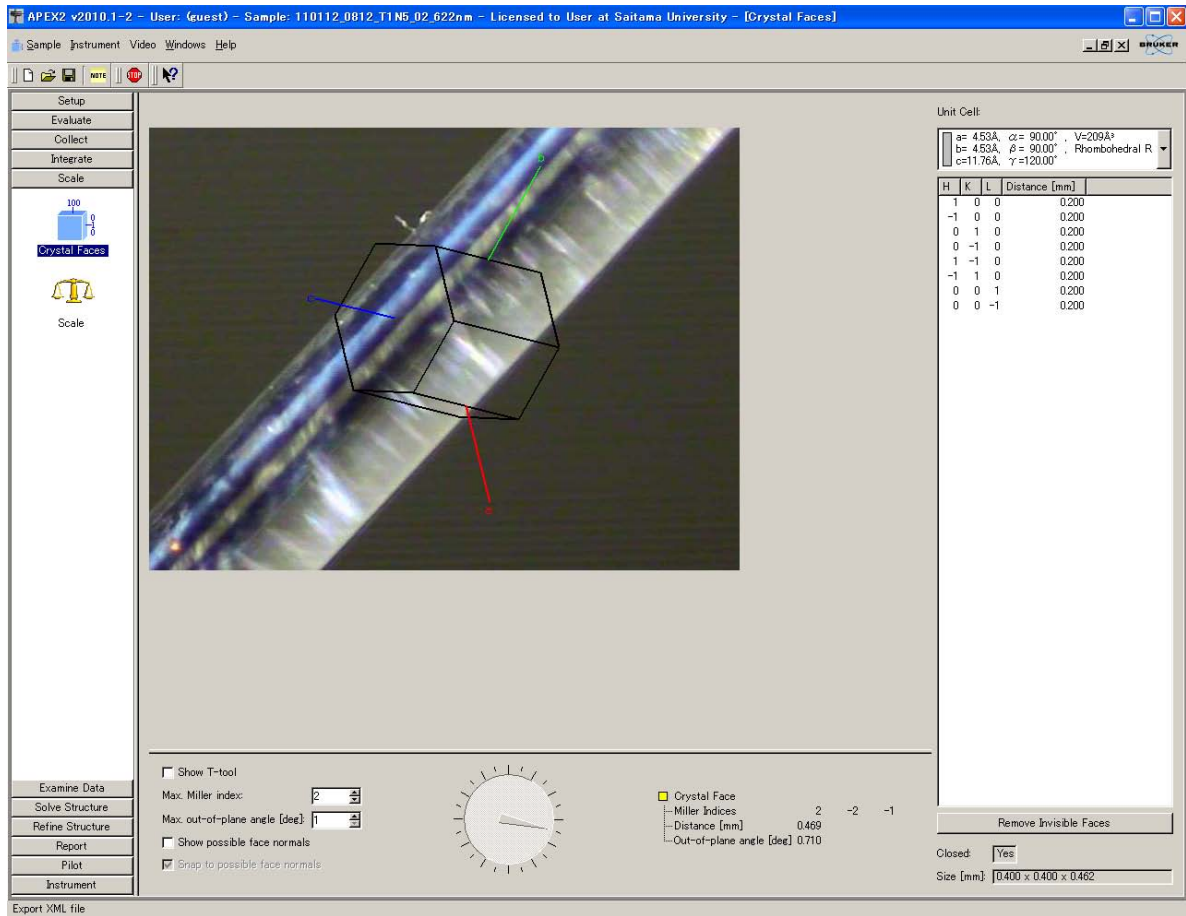 APEX2 v2010.1-2 - User: (guest) - Sample: 110112_0812_T1N5_02_622nm - Licensed to User at Saitama University - [Crystal Faces]
Sample Instrument Video Windows Help
BRUKER
NOTE STOP
Setup
Evaluate
Collect
Integrate
Scale
100
0
-1
0
Crystal Faces
Scale
Examine Data
Solve Structure
Refine Structure
Report
Pilot
Instrument
Show T-tool
Max. Miller index: 2
Max. out-of-plane angle [deg]: 1
Show possible face normals
Snap to possible face normals
Crystal Face
Miller Indices 2 -2 -1
Distance [mm] 0.469
Out-of-plane angle [deg] 0.710
Unit Cell:
a= 4.53Å, α= 90.00°, V=209Å³
b= 4.53Å, β= 90.00°, Rhombohedral R
c=11.76Å, γ=120.00°
H K L Distance [mm]
1 0 0 0.200
-1 0 0 0.200
0 1 0 0.200
0 -1 0 0.200
1 -1 0 0.200
-1 1 0 0.200
0 0 1 0.200
0 0 -1 0.200
Remove Invisible Faces
Closed: Yes
Size [mm]: 0.400 x 0.400 x 0.462
Export XML file